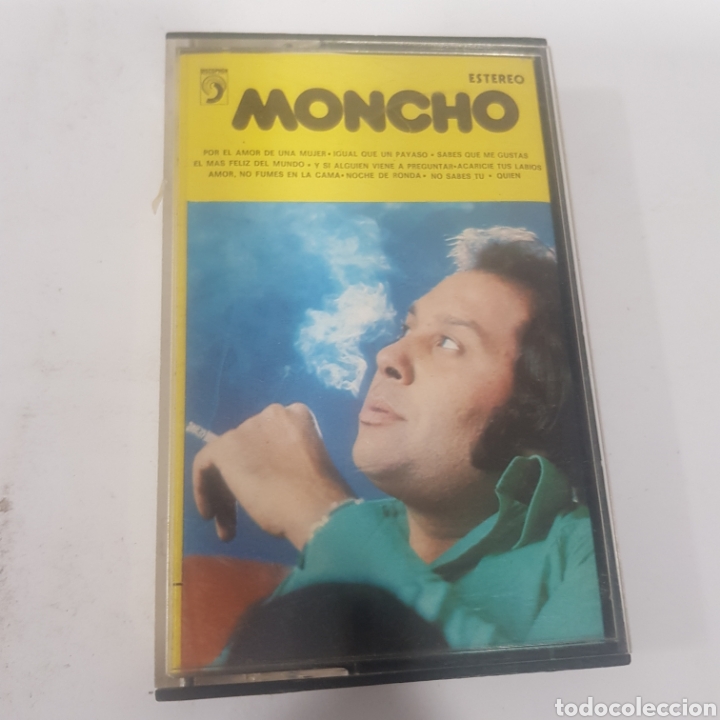 ESTEREO
MONCHO
POR EL AMOR DE UNA MUJER • IGUAL QUE UN PAYASO • SABES QUE ME GUSTAS
EL MAS FELIZ DEL MUNDO • Y SI ALGUIEN VIENE A PREGUNTAR • ACARICIE TUS LABIOS
AMOR, NO FUMES EN LA CAMA • NOCHE DE RONDA • NO SABES TU • QUIEN
todocoleccion